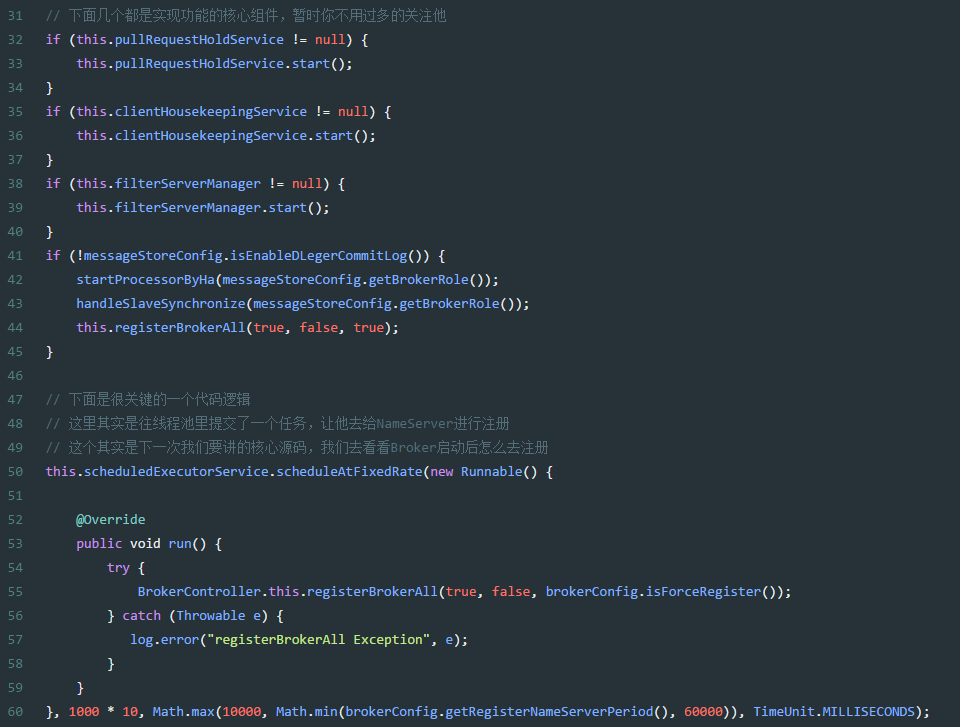 31 // 下面几个都是实现功能的核心组件，暂时你不用过多的关注他
32 if (this.pullRequestHoldService != null) {
33     this.pullRequestHoldService.start();
34 }
35 if (this.clientHousekeepingService != null) {
36     this.clientHousekeepingService.start();
37 }
38 if (this.filterServerManager != null) {
39     this.filterServerManager.start();
40 }
41 if (!messageStoreConfig.isEnableDLegerCommitLog()) {
42     startProcessorByHa(messageStoreConfig.getBrokerRole());
43     handleSlaveSynchronize(messageStoreConfig.getBrokerRole());
44     this.registerBrokerAll(true, false, true);
45 }
46
47 // 下面是很关键的一个代码逻辑
48 // 这里其实是往线程池里提交了一个任务，让他去给NameServer进行注册
49 // 这个其实是下一次我们要讲的核心源码，我们去看看Broker启动后怎么去注册
50 this.scheduledExecutorService.scheduleAtFixedRate(new Runnable() {
51
52     @Override
53     public void run() {
54         try {
55             BrokerController.this.registerBrokerAll(true, false, brokerConfig.isForceRegister());
56         } catch (Throwable e) {
57            log.error("registerBrokerAll Exception", e);
58         }
59     }
60 }, 1000 * 10, Math.max(10000, Math.min(brokerConfig.getRegisterNameServerPeriod(), 60000)), TimeUnit.MILLISECONDS);